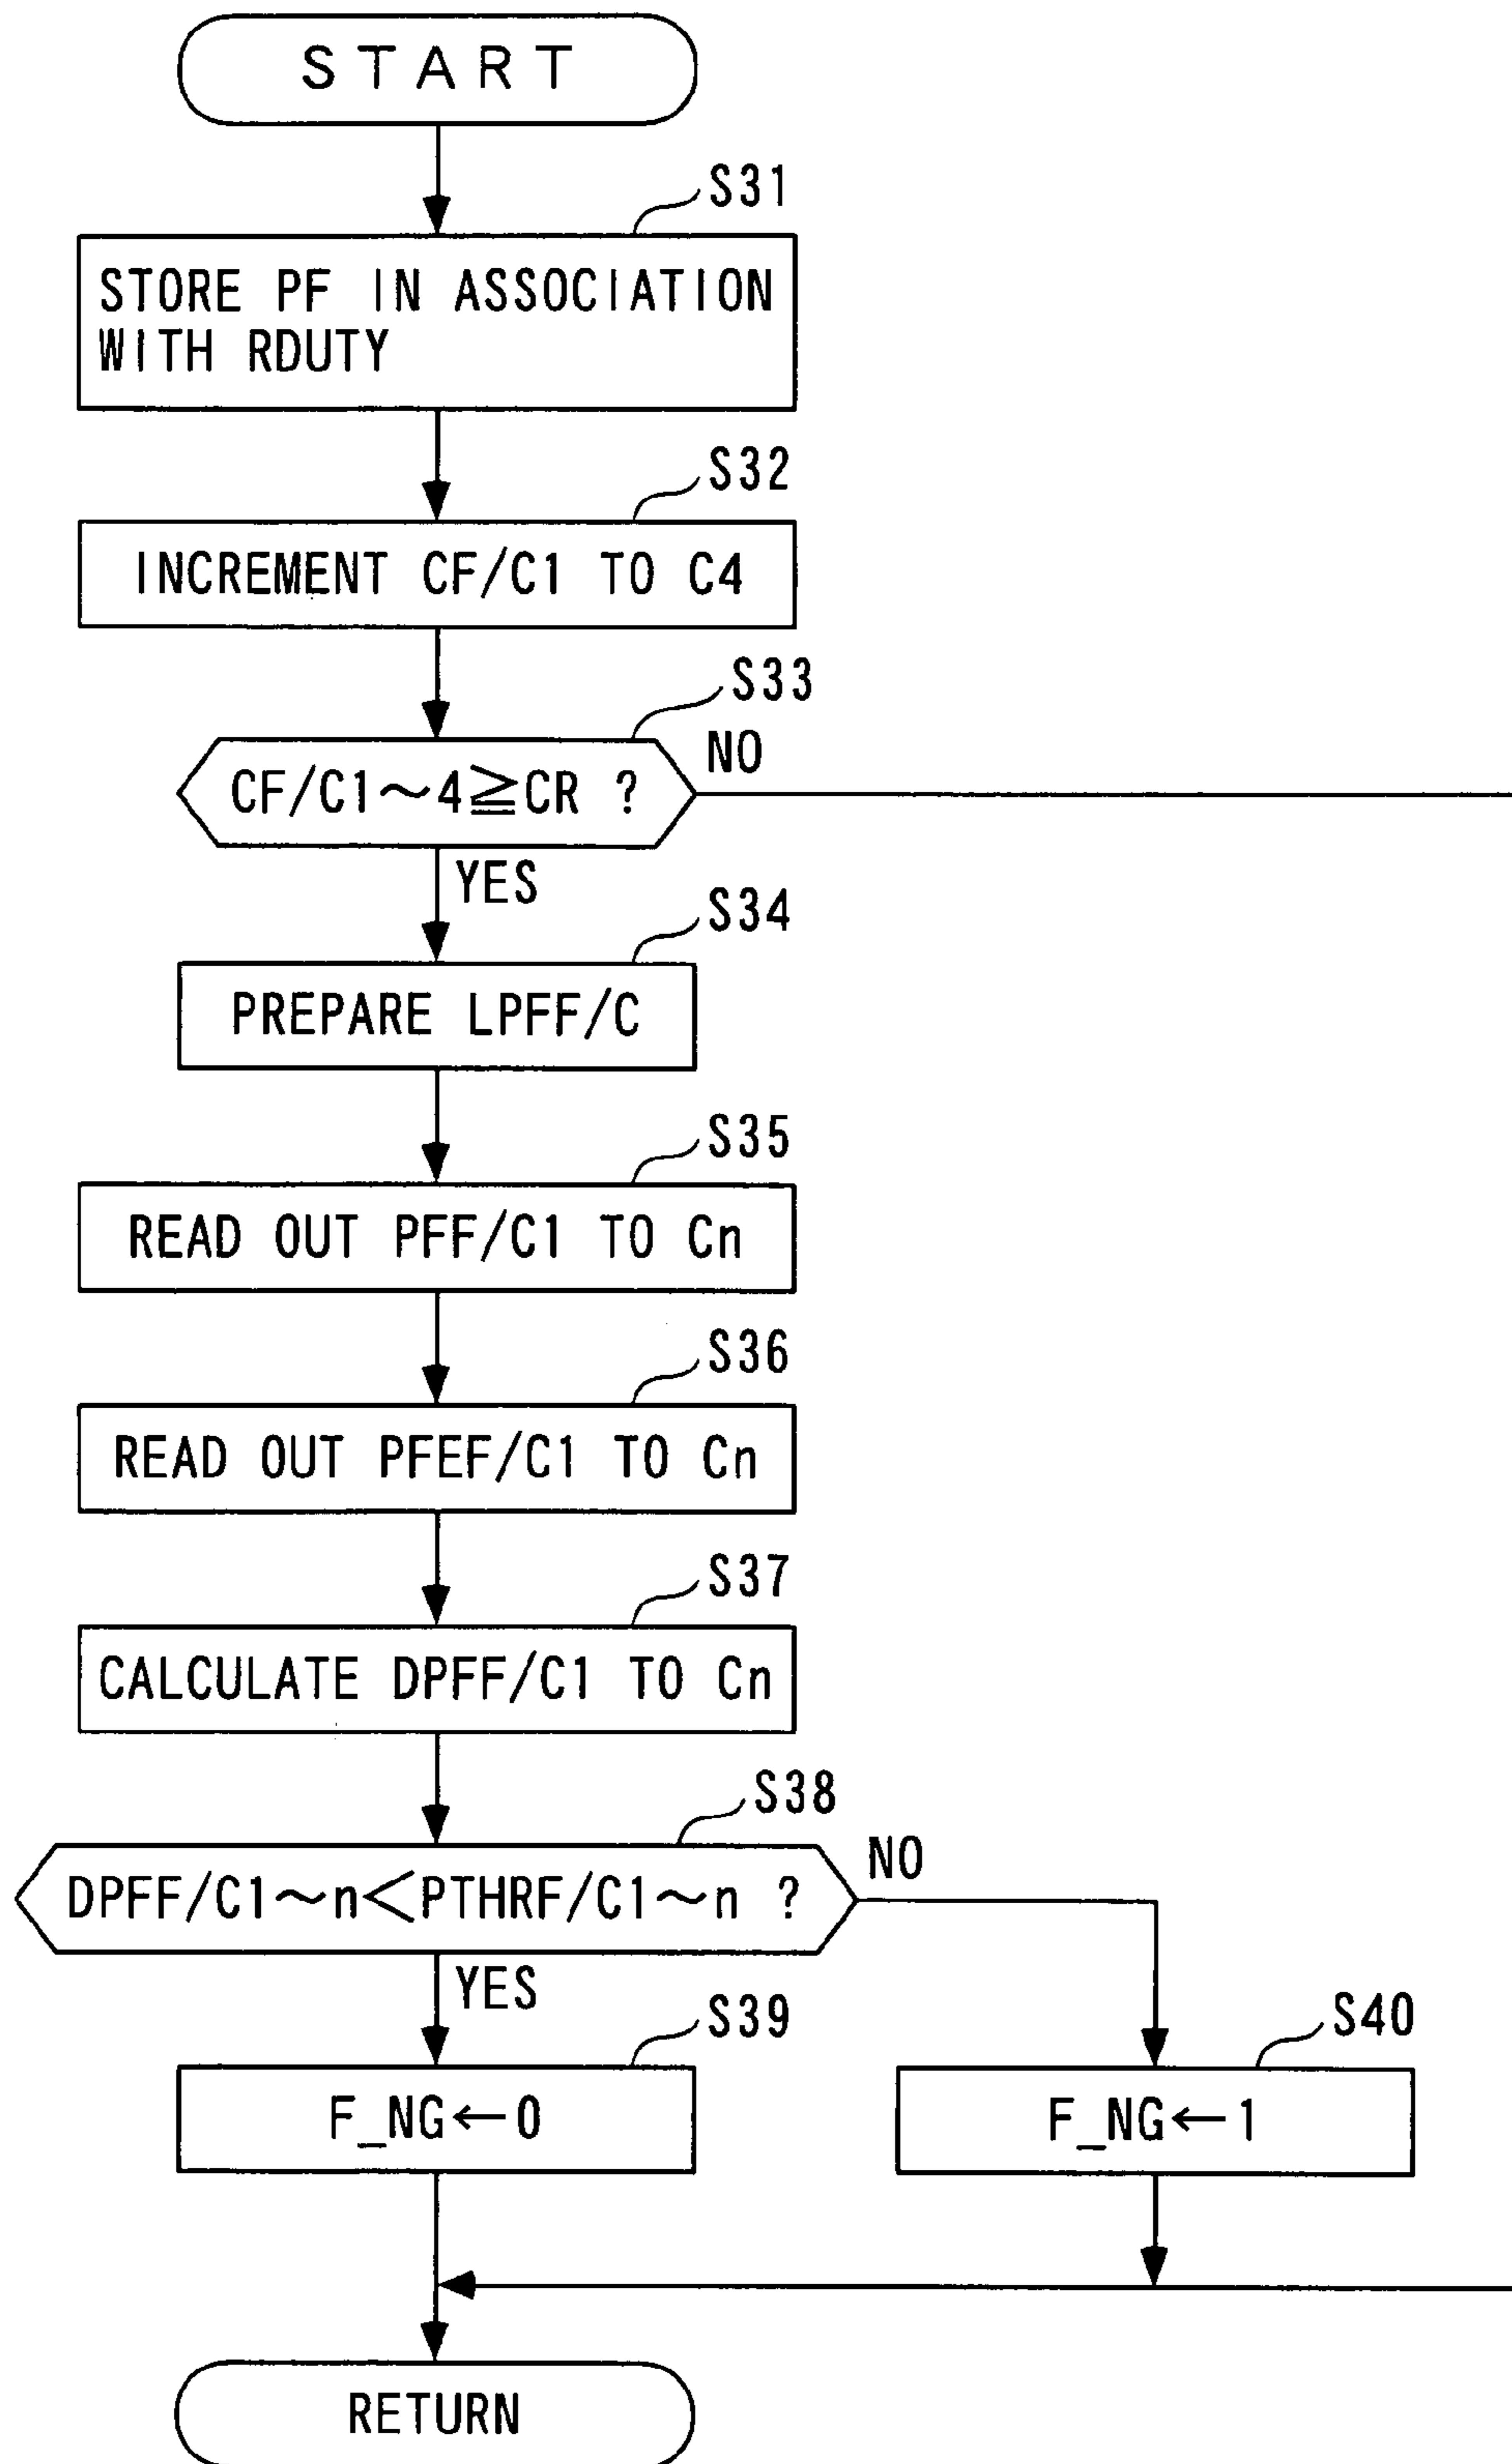 START
S31
STORE PF IN ASSOCIATION
WITH RDUTY
S32
INCREMENT CF/C1 TO C4
S33
CF/C1～4≧CR ?
NO
YES
S34
PREPARE LPFF/C
S35
READ OUT PFF/C1 TO Cn
S36
READ OUT PFEF/C1 TO Cn
S37
CALCULATE DPFF/C1 TO Cn
S38
DPFF/C1～n<PTHRF/C1～n ?
NO
YES
S39
F_NG←0
S40
F_NG←1
RETURN